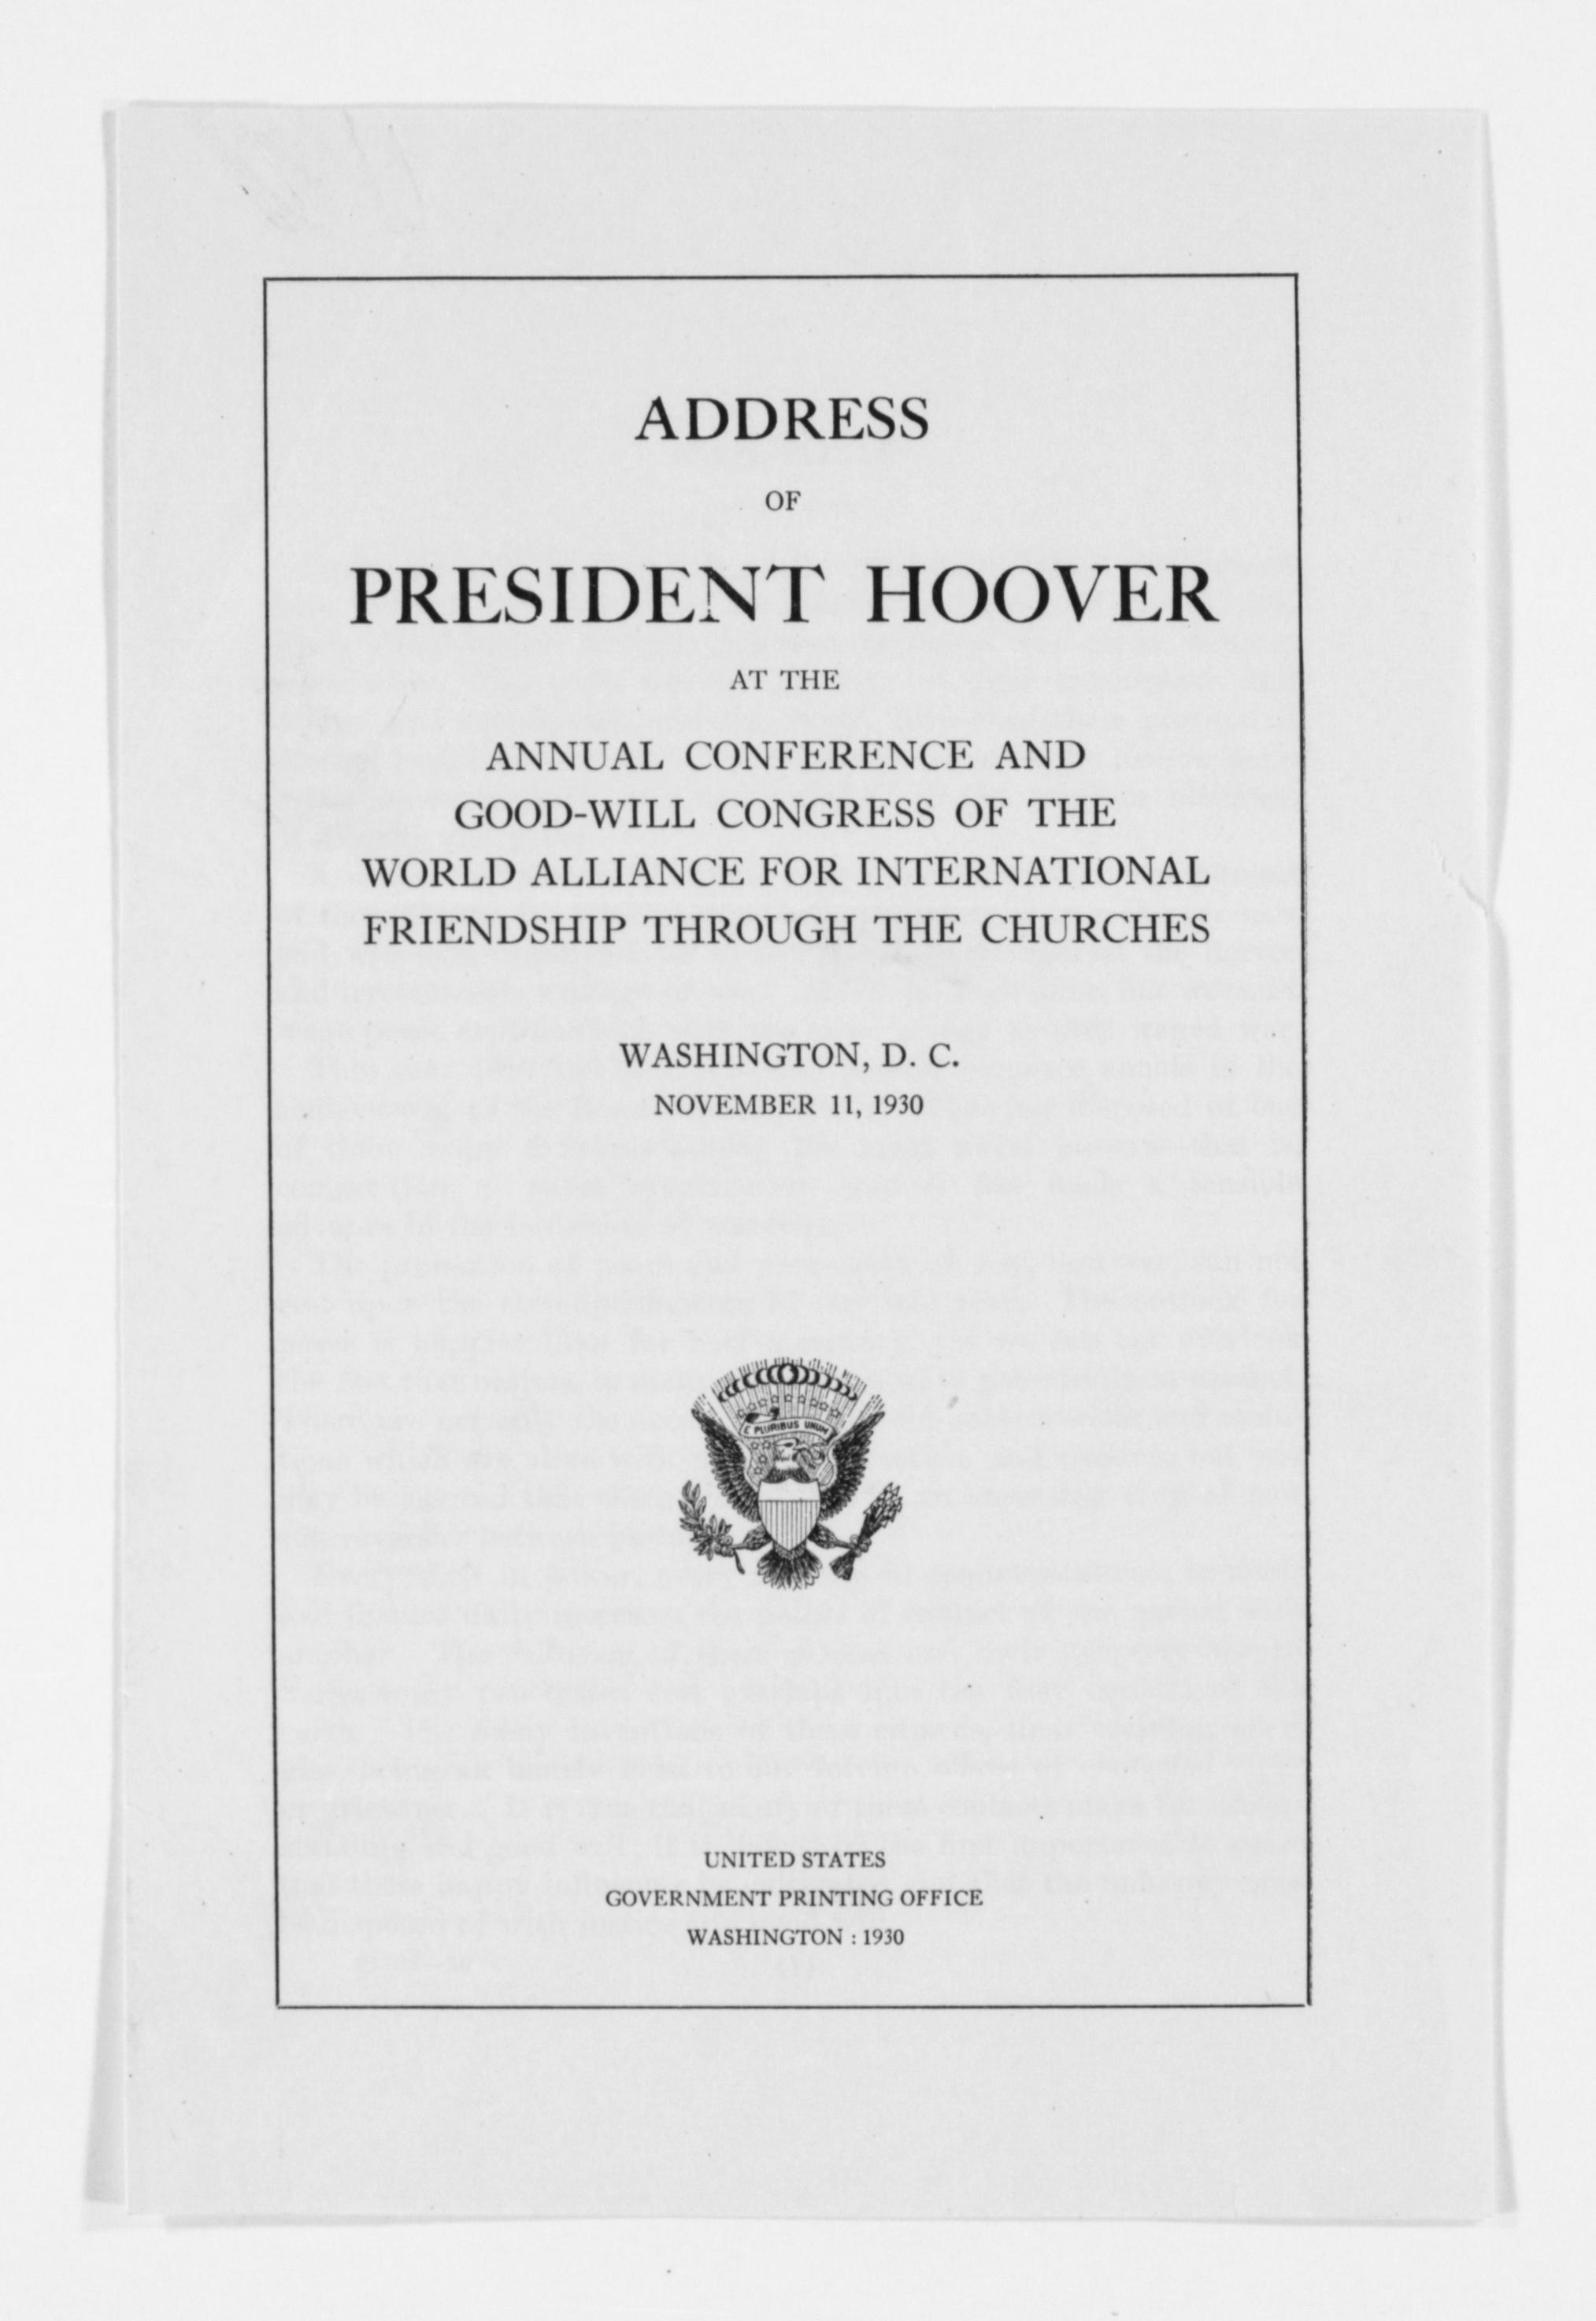 ADDRESS
OF
PRESIDENT HOOVER
AT THE
ANNUAL CONFERENCE AND
GOOD-WILL CONGRESS OF THE
WORLD ALLIANCE FOR INTERNATIONAL
FRIENDSHIP THROUGH THE CHURCHES
WASHINGTON, D. C.
NOVEMBER 11, 1930
E PLURIBUS UNUM
UNITED STATES
GOVERNMENT PRINTING OFFICE
WASHINGTON : 1930